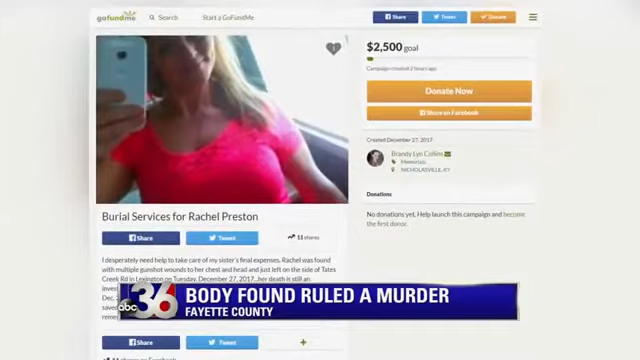 gofundme
Search
Start a GoFundMe
Share
Tweet
Donate
$2,500 goal
Campaign created 2 hours ago
Donate Now
Share on Facebook
Created December 27, 2017
Brandy Lyn Collins
Memorials
NICHOLASVILLE, KY
Donations
No donations yet. Help launch this campaign and become
the first donor.
Burial Services for Rachel Preston
Share
Tweet
11 shares
I desperately need help to take care of my sister's final expenses. Rachel was found
with multiple gunshot wounds to her chest and head and just left on the side of Tates
Creek Rd in Lexington on Tuesday, December 27, 2017...her death is still an
Dec.
abc 36
BODY FOUND RULED A MURDER
FAYETTE COUNTY
Share
Tweet